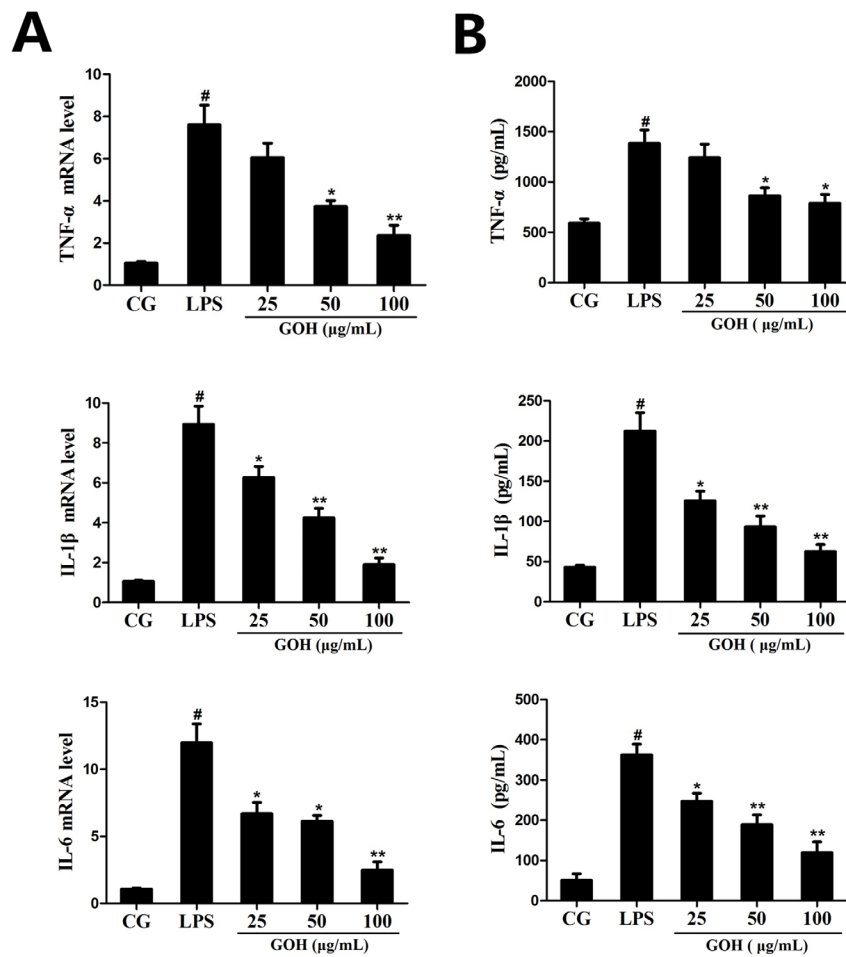 A
B
TNF-α mRNA level
10
8
6
4
2
0
#
*
**
CG LPS 25 50 100
GOH (μg/mL)
TNF-α (pg/mL)
2000
1500
1000
500
0
#
*
*
CG LPS 25 50 100
GOH ( μg/mL)
IL-1β mRNA level
10
8
6
4
2
0
#
*
**
**
CG LPS 25 50 100
GOH (μg/mL)
IL-1β (pg/mL)
250
200
150
100
50
0
#
*
**
**
CG LPS 25 50 100
GOH ( μg/mL)
IL-6 mRNA level
15
10
5
0
#
*
*
**
CG LPS 25 50 100
GOH (μg/mL)
IL-6 (pg/mL)
500
400
300
200
100
0
#
*
**
**
CG LPS 25 50 100
GOH ( μg/mL)